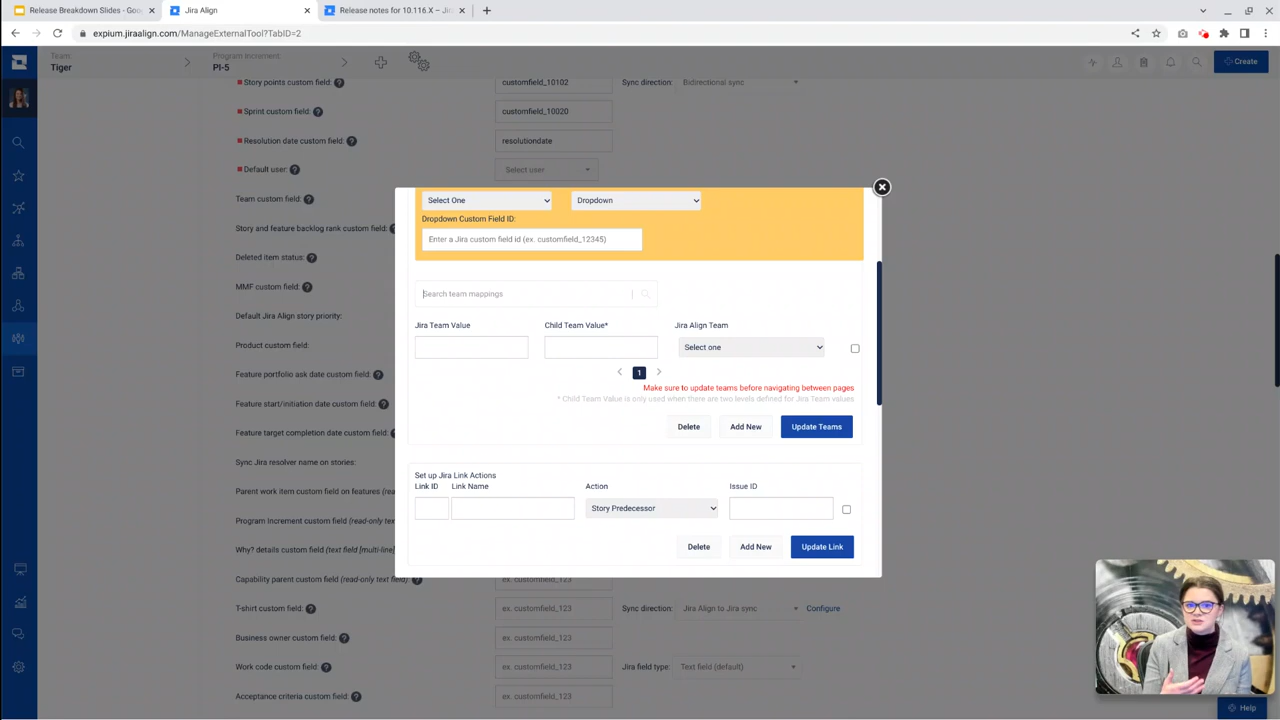 Release Breakdown Slides - Goo
Jira Align
Release notes for 10.116.X – Jir
expium.jiraalign.com/ManageExternalTool?TabID=2
Team:
Tiger
Program Increment
PI-5
Create
Story points custom field:
customfield_10102
Sync direction:
Bidirectional sync
Sprint custom field:
customfield_10020
Resolution date custom field:
resolutiondate
Default user:
Select user
Team custom field:
Story and feature backlog rank custom field:
Deleted item status:
MMF custom field:
Default Jira Align story priority:
Product custom field:
Feature portfolio ask date custom field:
Feature start/initiation date custom field:
Feature target completion date custom field:
Sync Jira resolver name on stories:
Parent work item custom field on features (rea
Program Increment custom field (read-only text
Why? details custom field (text field [multi-line]
Capability parent custom field (read-only text field):
ex. customfield_123
T-shirt custom field:
ex. customfield_123
Sync direction:
Jira Align to Jira sync
Configure
Business owner custom field:
ex. customfield_123
Work code custom field:
ex. customfield_123
Jira field type:
Text field (default)
Acceptance criteria custom field:
ex. customfield_123
Select One
Dropdown
Dropdown Custom Field ID:
Enter a Jira custom field id (ex. customfield_12345)
Search team mappings
Jira Team Value
Child Team Value*
Jira Align Team
Select one
1
Make sure to update teams before navigating between pages
* Child Team Value is only used when there are two levels defined for Jira Team values
Delete
Add New
Update Teams
Set up Jira Link Actions
Link ID
Link Name
Action
Issue ID
Story Predecessor
Delete
Add New
Update Link
Help